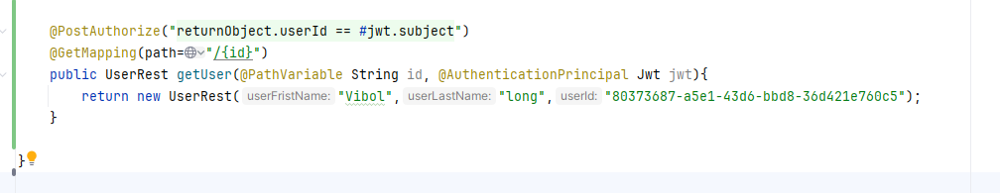 @PostAuthorize("returnObject.userId == #jwt.subject")
@GetMapping(path="/{id}")
public UserRest getUser(@PathVariable String id, @AuthenticationPrincipal Jwt jwt){
return new UserRest( userFristName: "Vibol", userLastName: "long", userId: "80373687-a5e1-43d6-bbd8-36d421e760c5");
}
}